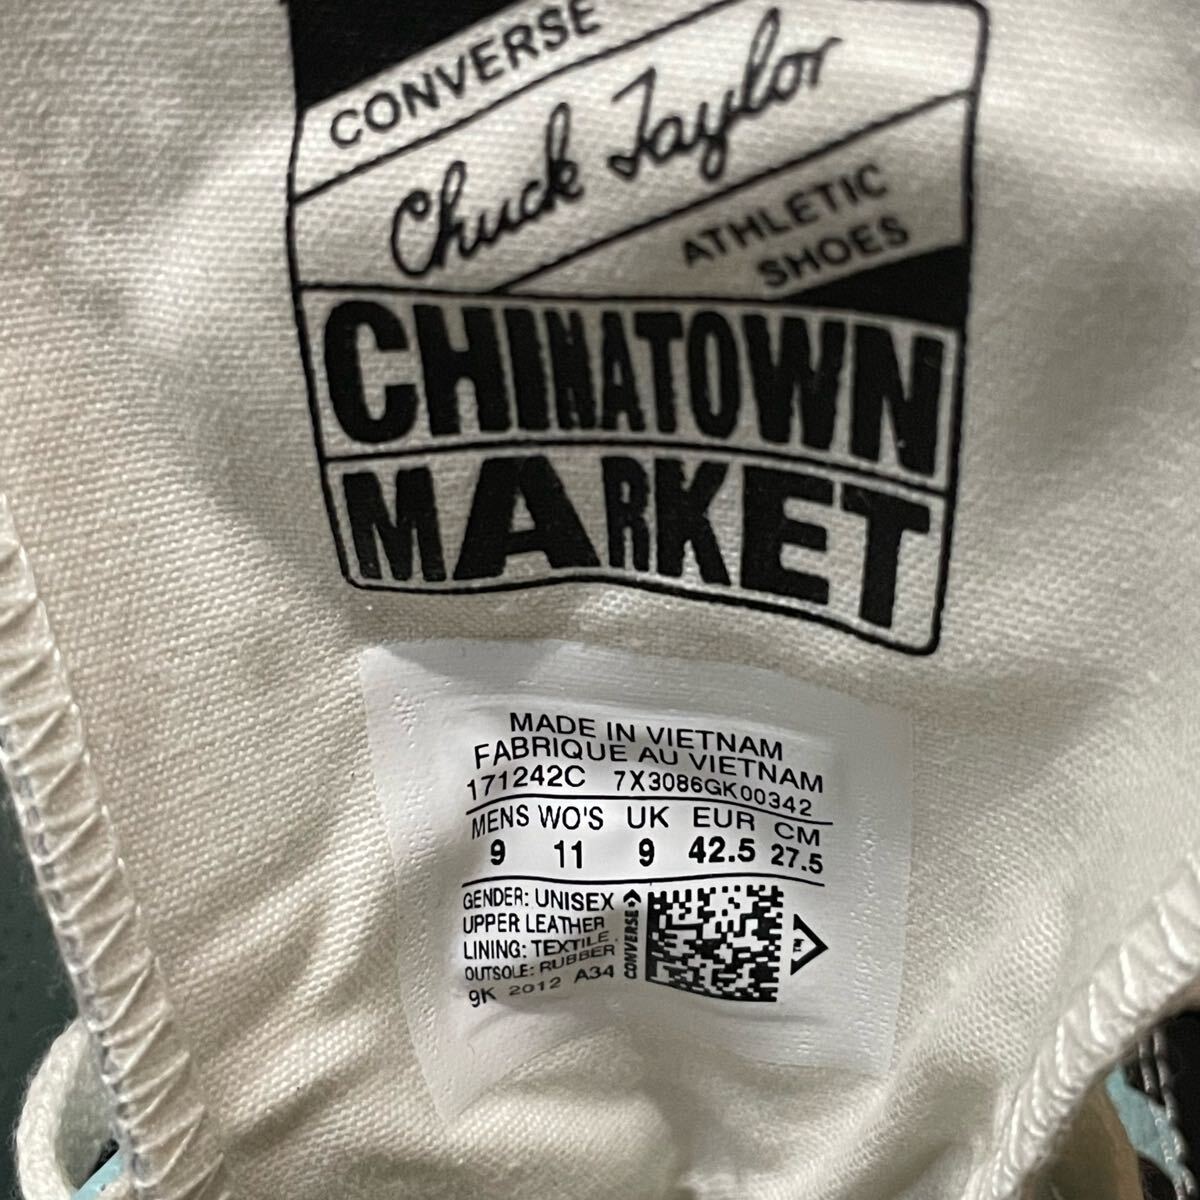 CONVERSE
Chuck Taylor
ATHLETIC
SHOES
CHINATOWN
MARKET
MADE IN VIETNAM
FABRIQUE AU VIETNAM
171242C 7X3086GK00342
MENS WO'S UK EUR CM
9 11 9 42.5 27.5
GENDER: UNISEX
UPPER LEATHER
LINING: TEXTILE
OUTSOLE: RUBBER
9K 2012 A34
CONVERSE
TM